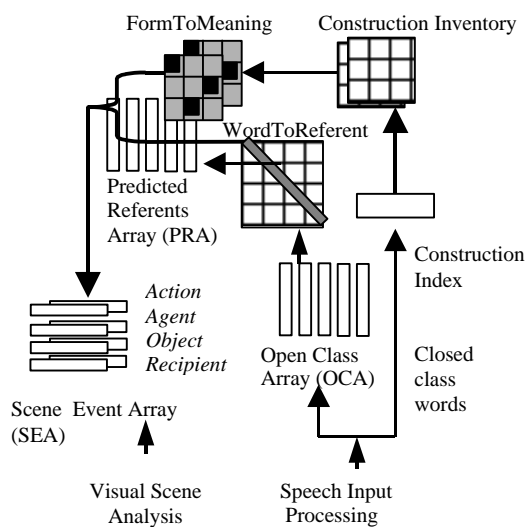 FormToMeaning
Construction Inventory
WordToReferent
Predicted
Referents
Array (PRA)
Construction
Index
Action
Agent
Object
Recipient
Open Class
Array (OCA)
Closed
class
words
Scene Event Array
(SEA)
Visual Scene
Analysis
Speech Input
Processing